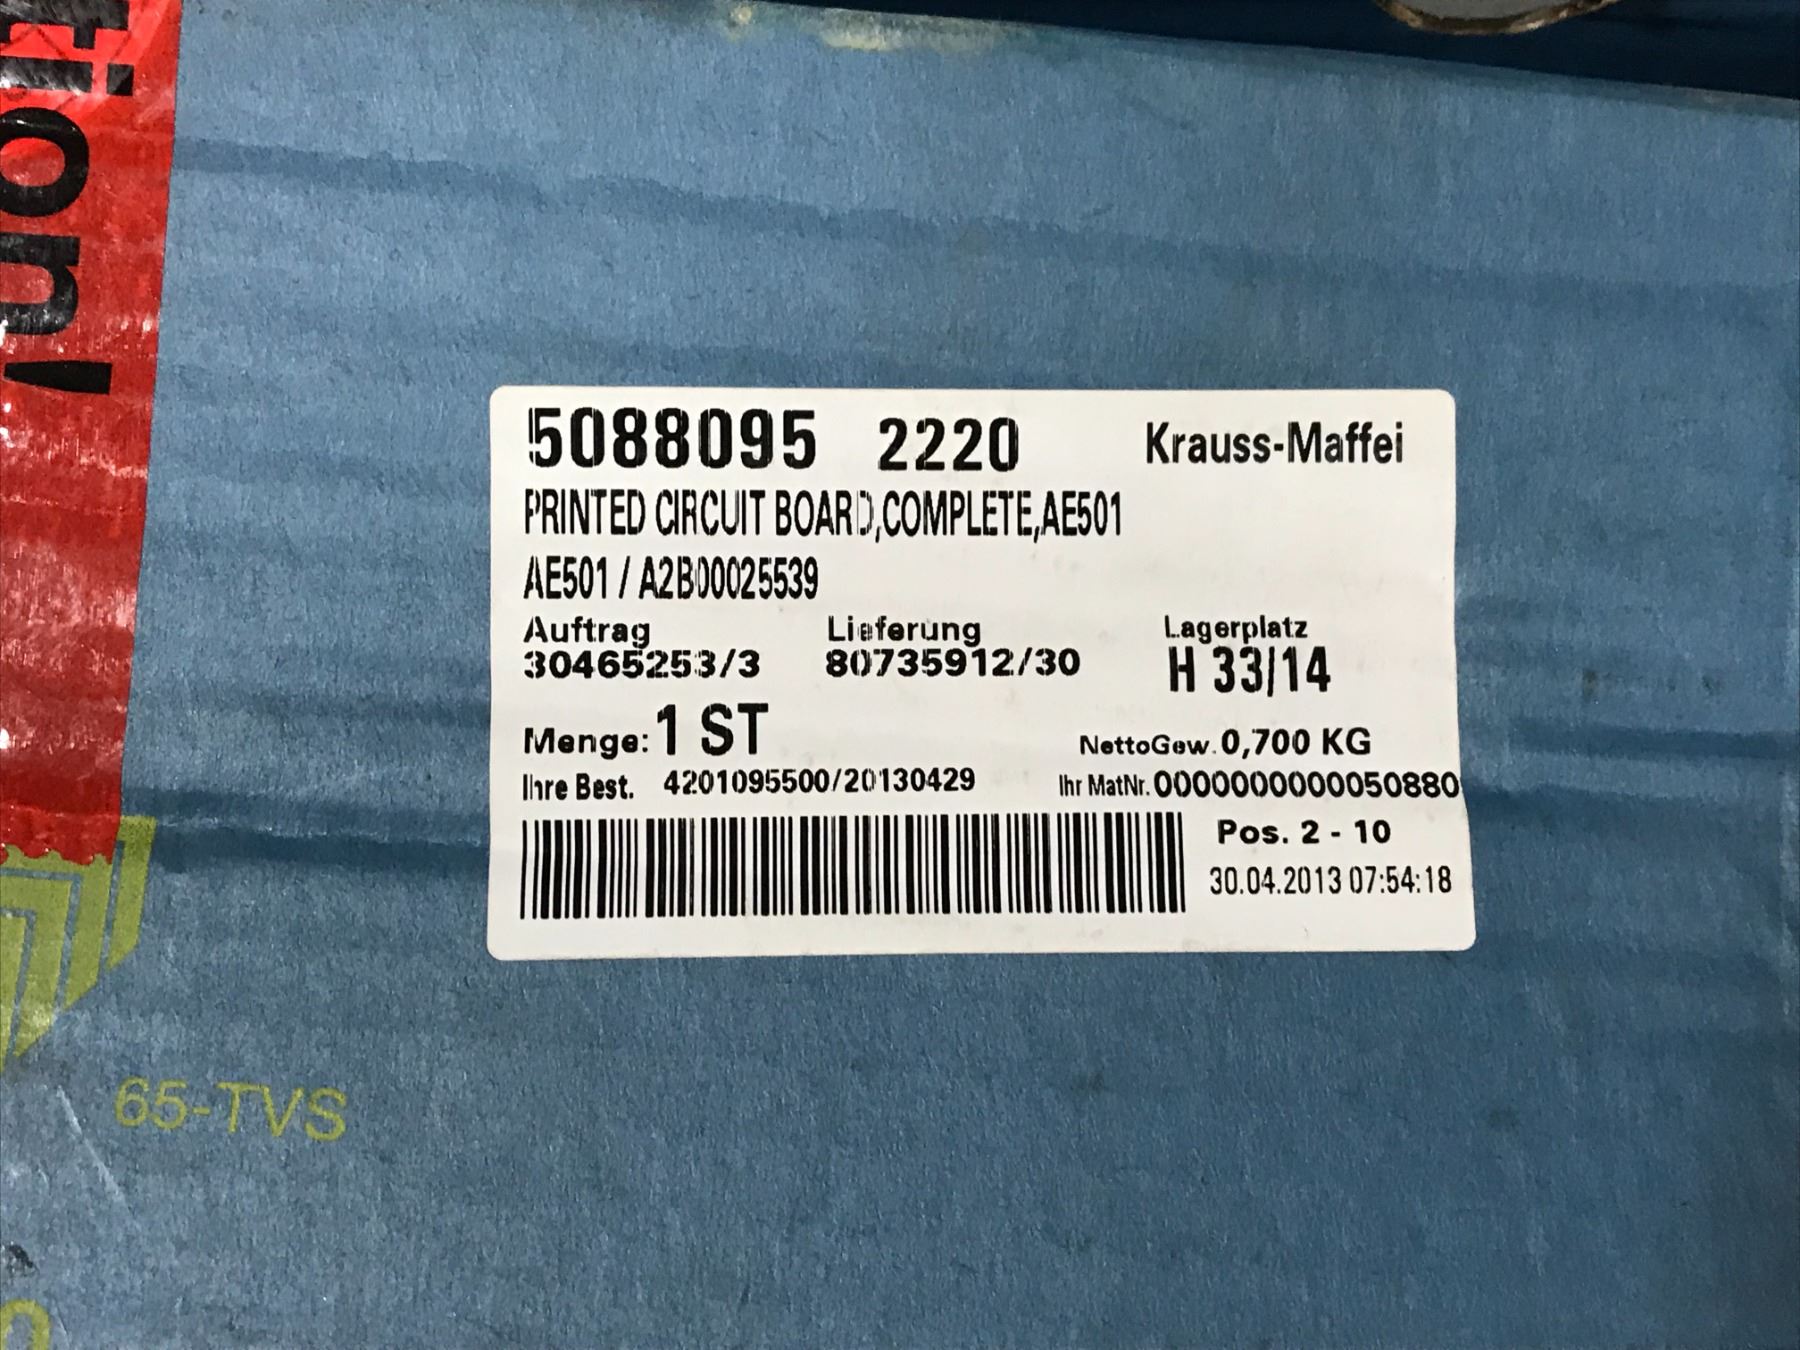 tion!
5088095 2220 Krauss-Maffei
PRINTED CIRCUIT BOARD,COMPLETE,AE501
AE501 / A2B00025539
Auftrag Lieferung Lagerplatz
30465253/3 80735912/30 H 33/14
Menge: 1 ST NettoGew. 0,700 KG
Ihre Best. 4201095500/20130429 Ihr MatNr. 0000000000050880
Pos. 2 - 10
30.04.2013 07:54:18
65-TVS